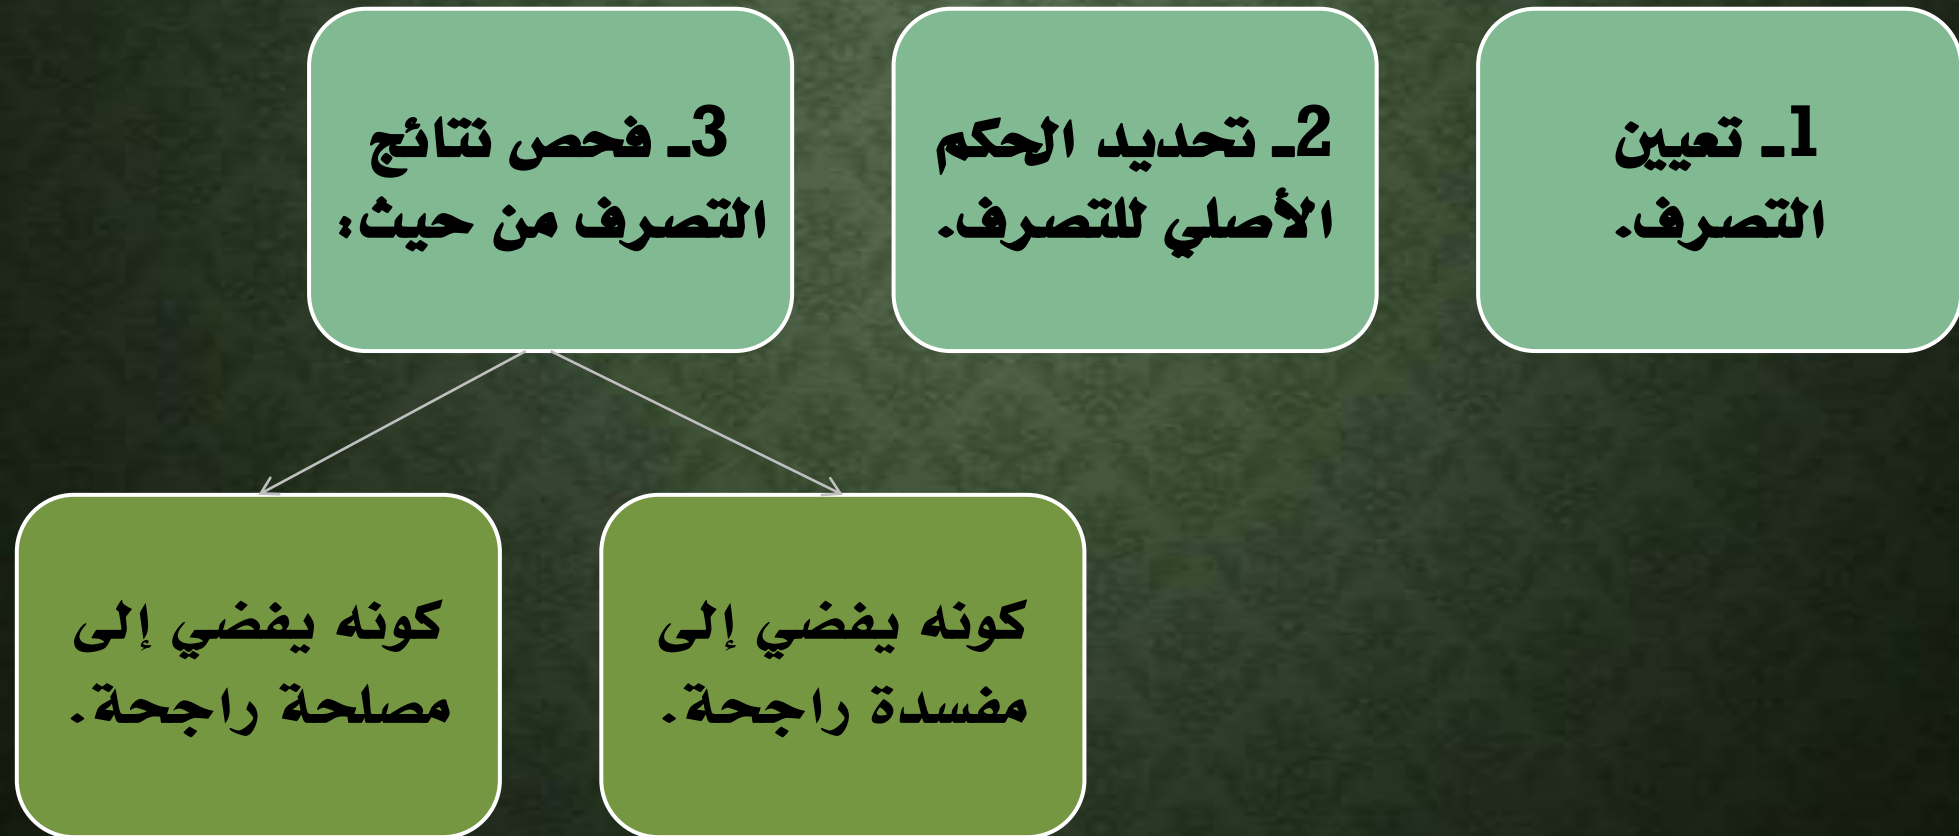 1ـ تعيين
التصرف.
2ـ تحديد الحكم
الأصلي للتصرف.
3ـ فحص نتائج
التصرف من حيث:
كونه يفضي إلى
مفسدة راجحة.
كونه يفضي إلى
مصلحة راجحة.